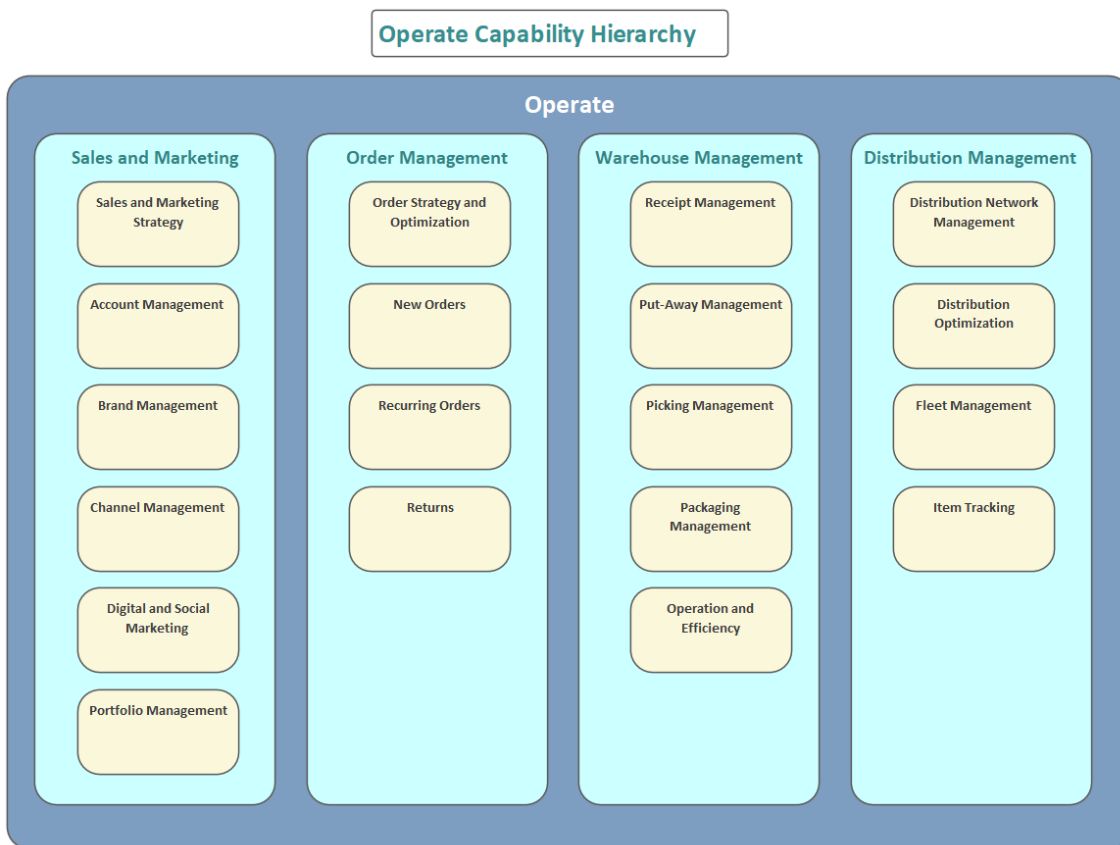 Operate Capability Hierarchy
Operate
Sales and Marketing
Sales and Marketing
Strategy
Account Management
Brand Management
Channel Management
Digital and Social
Marketing
Portfolio Management
Order Management
Order Strategy and
Optimization
New Orders
Recurring Orders
Returns
Warehouse Management
Receipt Management
Put-Away Management
Picking Management
Packaging
Management
Operation and
Efficiency
Distribution Management
Distribution Network
Management
Distribution
Optimization
Fleet Management
Item Tracking